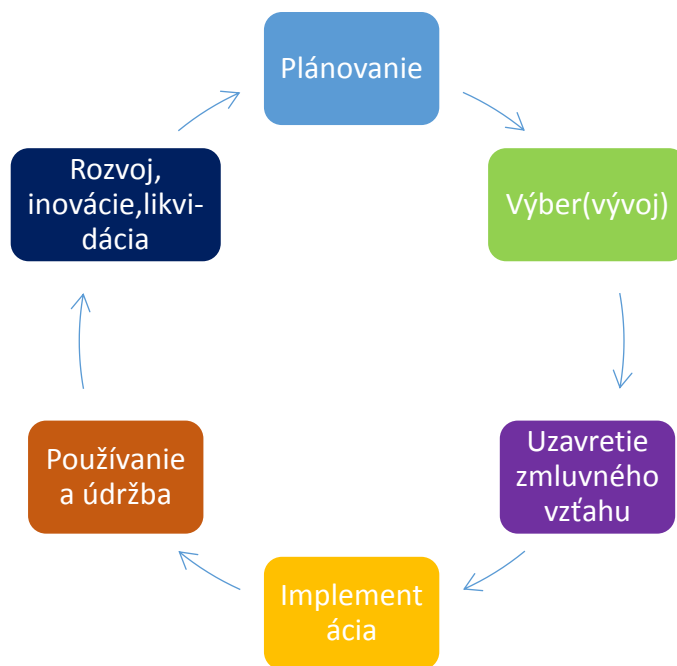 Plánovanie
Výber(vývoj)
Uzavretie
zmluvného
vzťahu
Implement
ácia
Používanie
a údržba
Rozvoj,
inovácie,likvi-
dácia